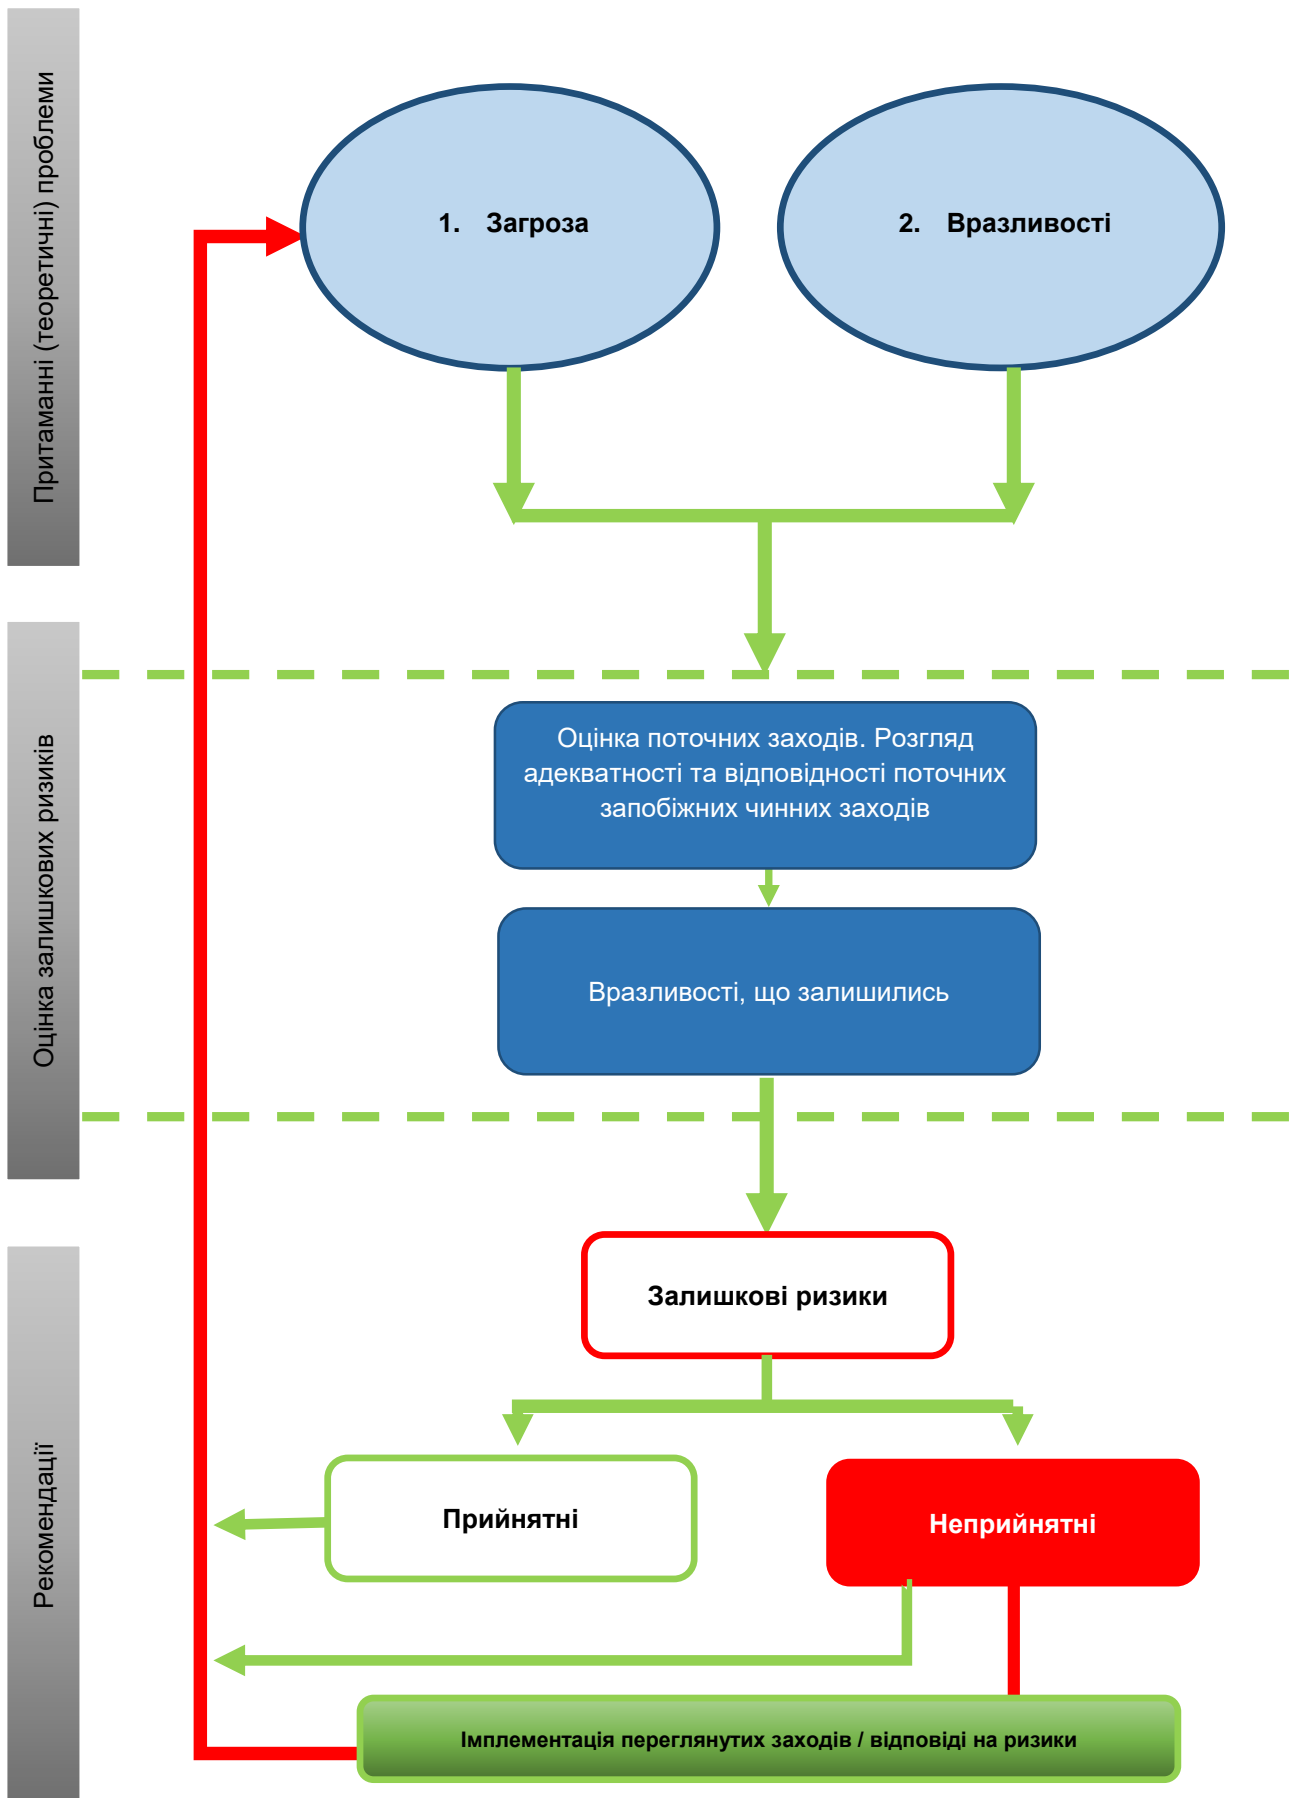 Притаманні (теоретичні) проблеми
1. Загроза
2. Вразливості
Оцінка залишкових ризиків
Оцінка поточних заходів. Розгляд
адекватності та відповідності поточних
запобіжних чинних заходів
Вразливості, що залишились
Рекомендації
Залишкові ризики
Прийнятні
Неприйнятні
Імплементація переглянутих заходів / відповіді на ризики